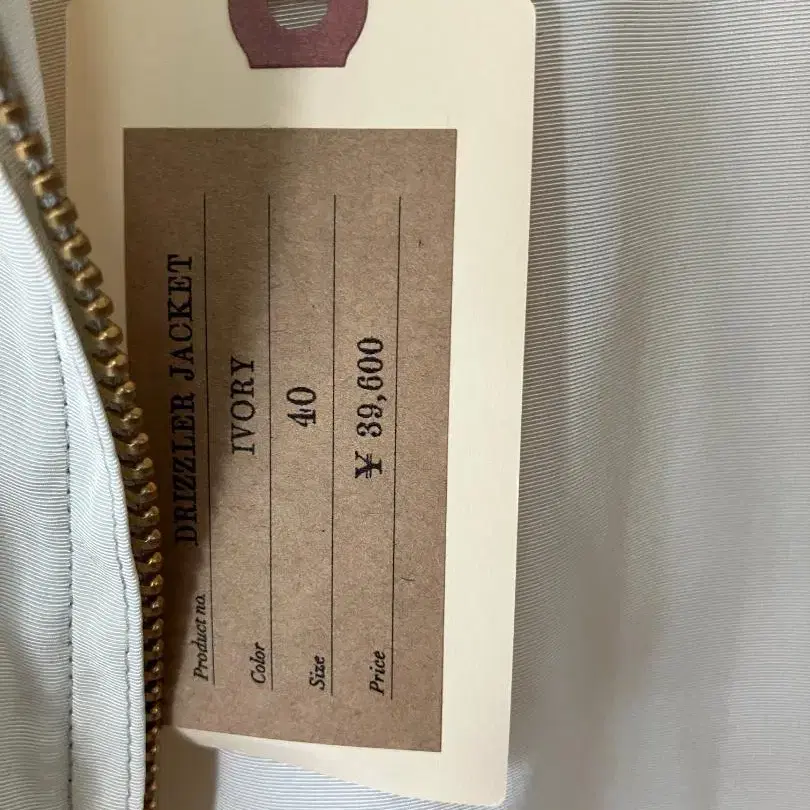 Product no. DRIZZLER JACKET
Color IVORY
Size 40
Price ¥ 39,600